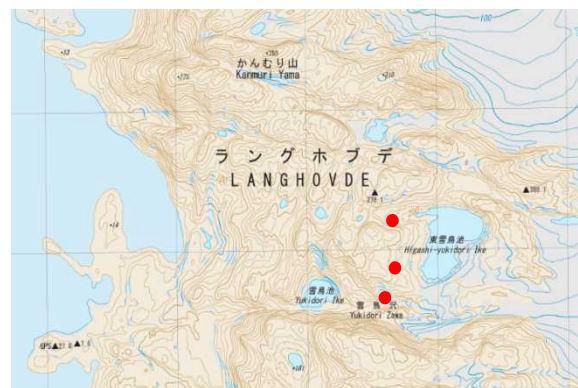 100
かんむり山
Kanmuri Yama
ラングホブデ
LANGHOVDE
東雪鳥池
Higashi-yukidori Ike
雪鳥池
Yukidori Ike
雪鳥沢
Yukidori Zawa